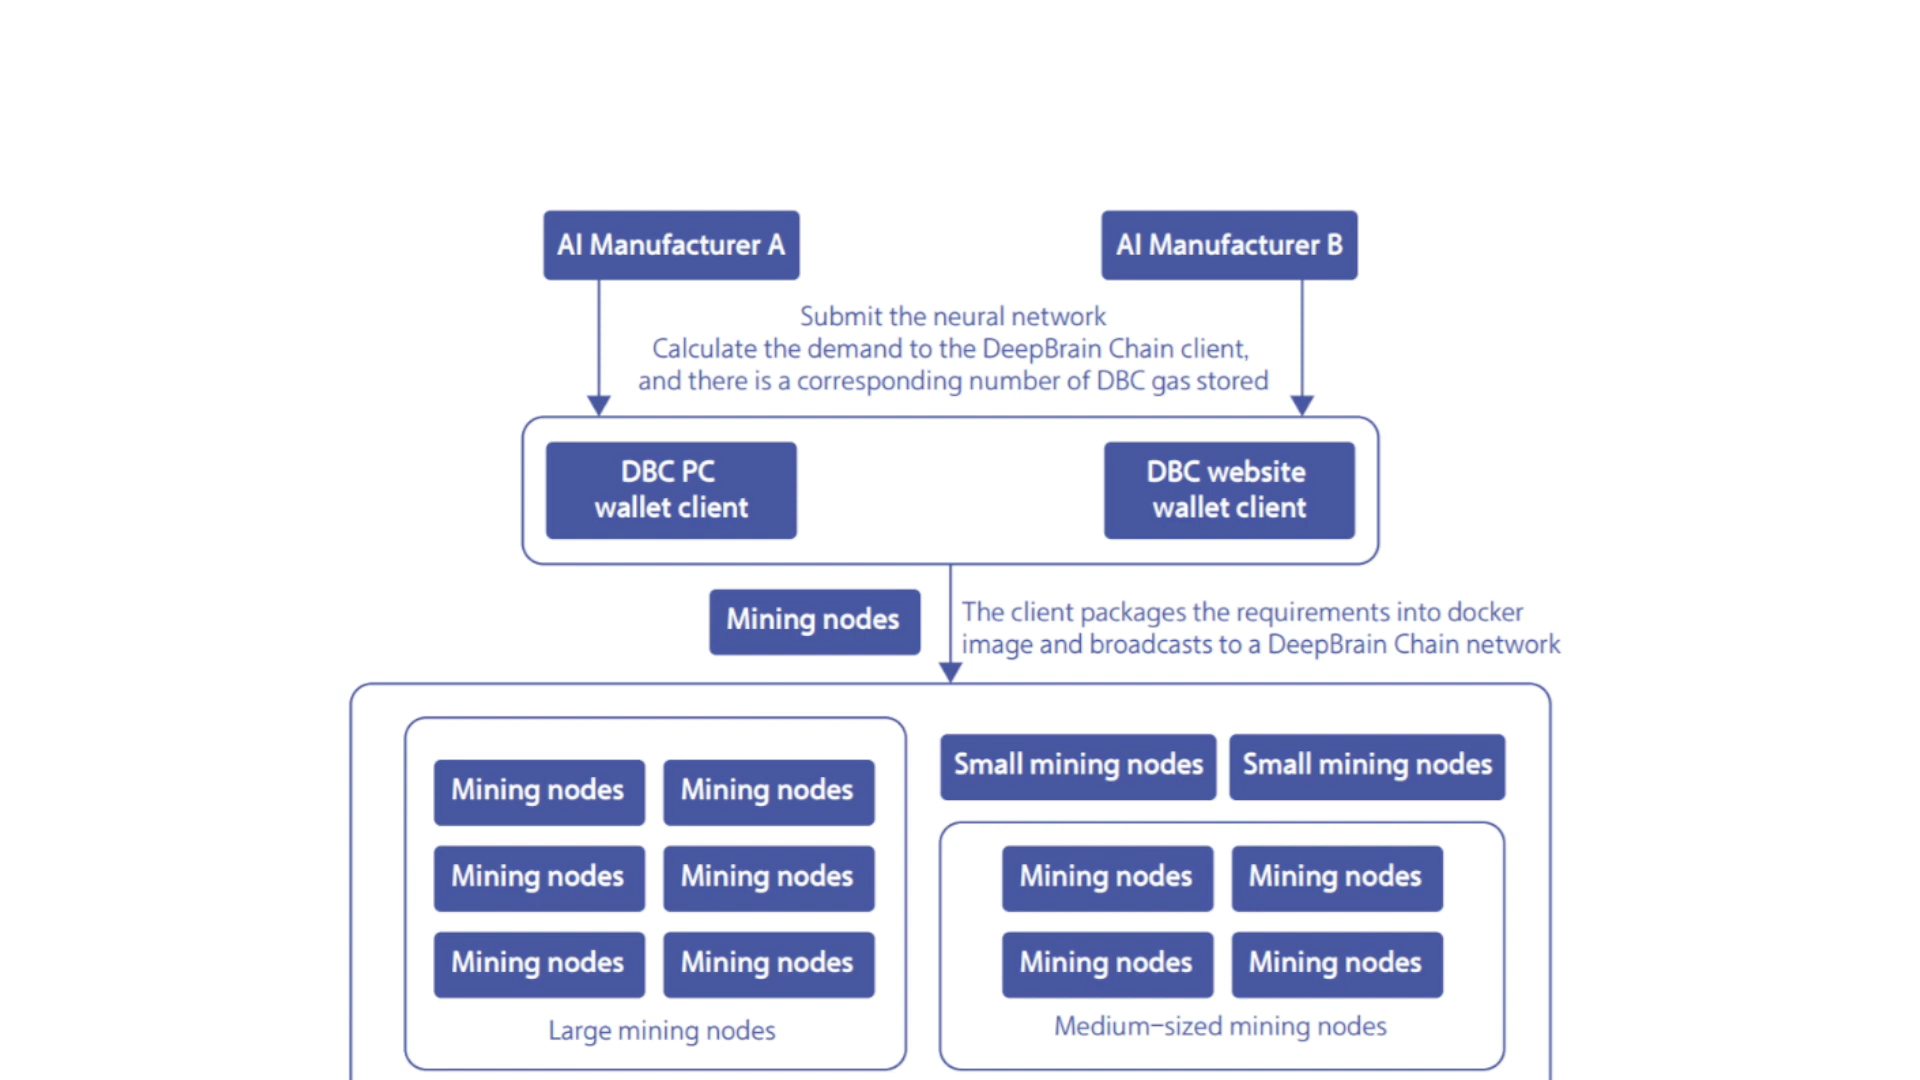 AI Manufacturer A
AI Manufacturer B
Submit the neural network
Calculate the demand to the DeepBrain Chain client,
and there is a corresponding number of DBC gas stored
DBC PC
wallet client
DBC website
wallet client
Mining nodes
The client packages the requirements into docker
image and broadcasts to a DeepBrain Chain network
Mining nodes
Mining nodes
Mining nodes
Mining nodes
Mining nodes
Mining nodes
Large mining nodes
Small mining nodes
Small mining nodes
Mining nodes
Mining nodes
Mining nodes
Mining nodes
Medium-sized mining nodes